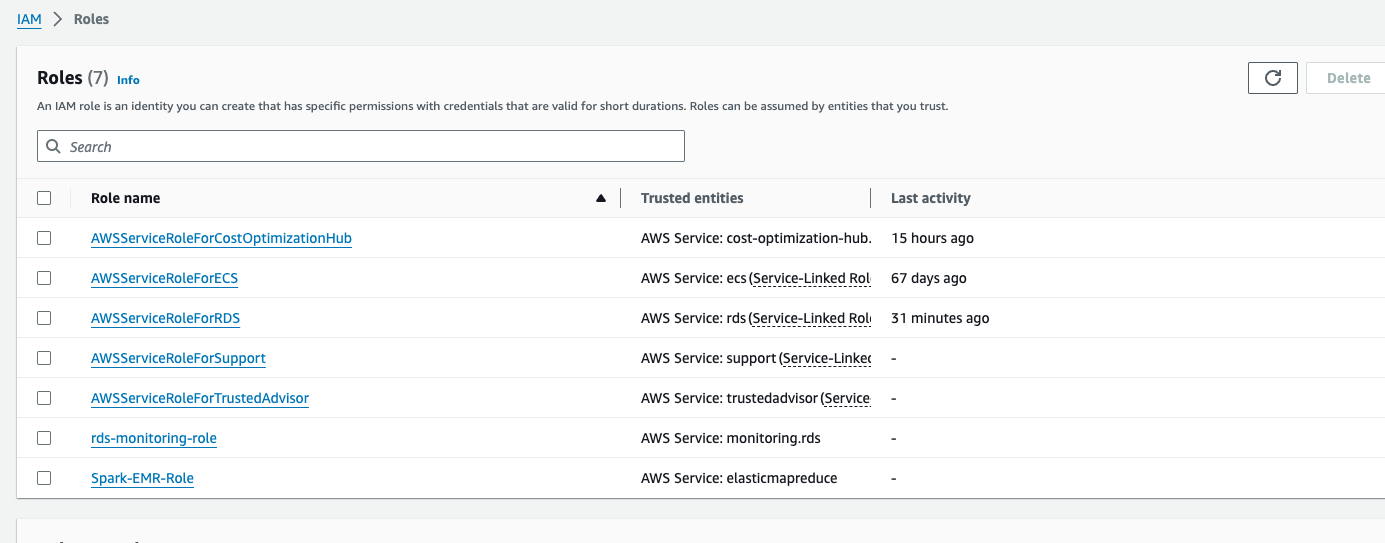 IAM > Roles
Roles (7) Info
Delete
An IAM role is an identity you can create that has specific permissions with credentials that are valid for short durations. Roles can be assumed by entities that you trust.
Search
Role name Trusted entities Last activity
AWSServiceRoleForCostOptimizationHub AWS Service: cost-optimization-hub. 15 hours ago
AWSServiceRoleForECS AWS Service: ecs (Service-Linked Rol 67 days ago
AWSServiceRoleForRDS AWS Service: rds (Service-Linked Role 31 minutes ago
AWSServiceRoleForSupport AWS Service: support (Service-Linked -
AWSServiceRoleForTrustedAdvisor AWS Service: trustedadvisor (Service- -
rds-monitoring-role AWS Service: monitoring.rds -
Spark-EMR-Role AWS Service: elasticmapreduce -